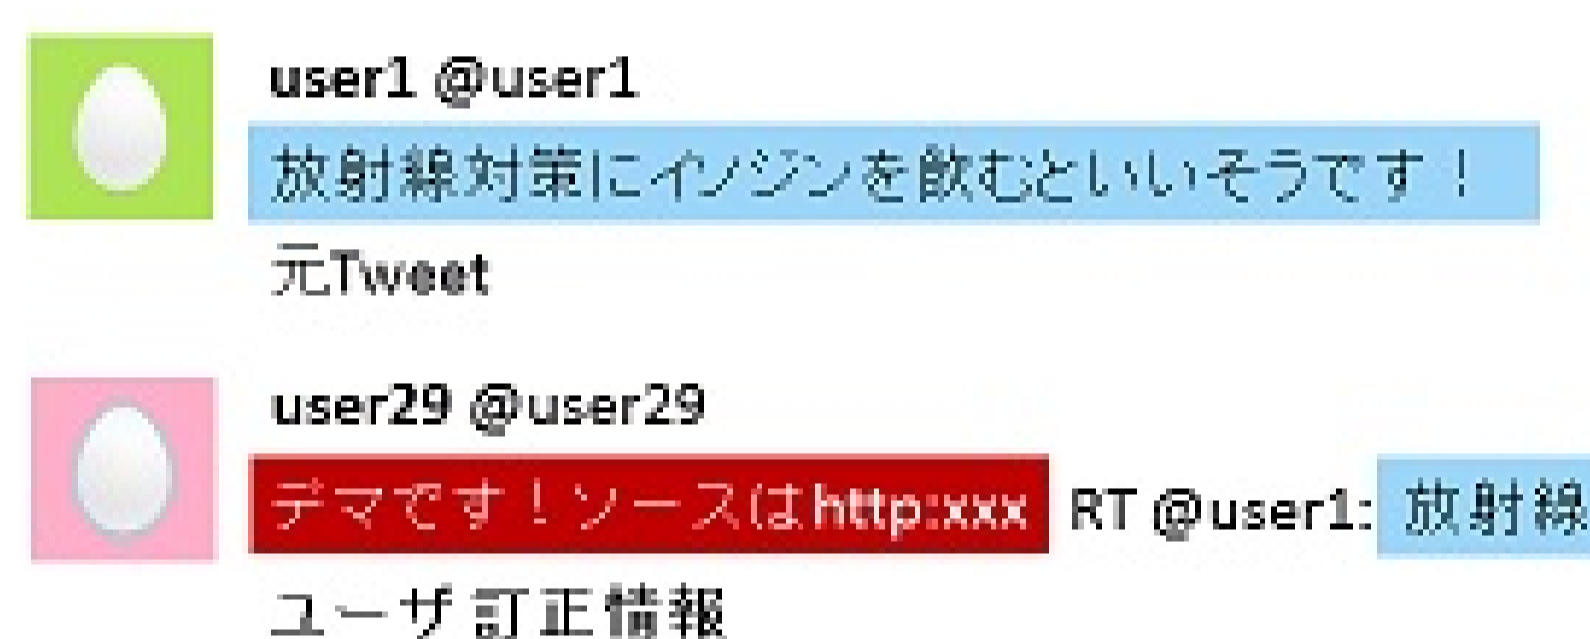 user1 @user1
放射線対策にイソジンを飲むといいそうです！
元Tweet
user29 @user29
デマです！ソースはhttp:xxx RT @user1: 放射線
ユーザ訂正情報